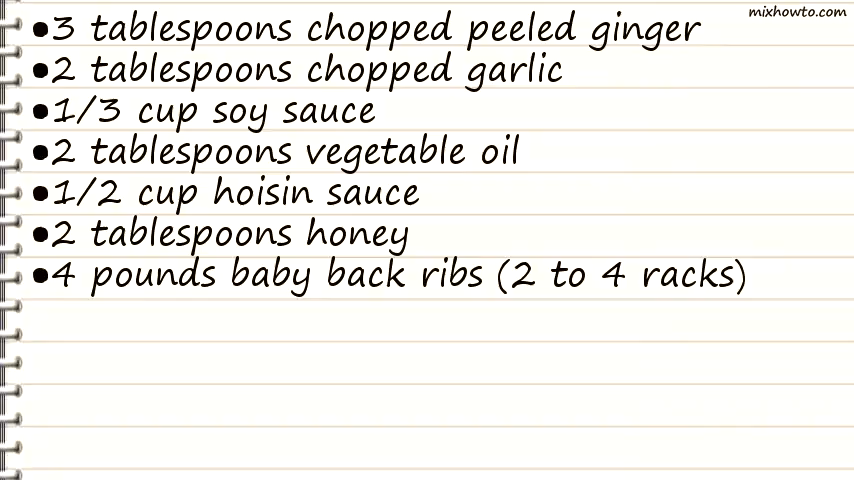 mixhowto.com
•3 tablespoons chopped peeled ginger
•2 tablespoons chopped garlic
•1/3 cup soy sauce
•2 tablespoons vegetable oil
•1/2 cup hoisin sauce
•2 tablespoons honey
•4 pounds baby back ribs (2 to 4 racks)